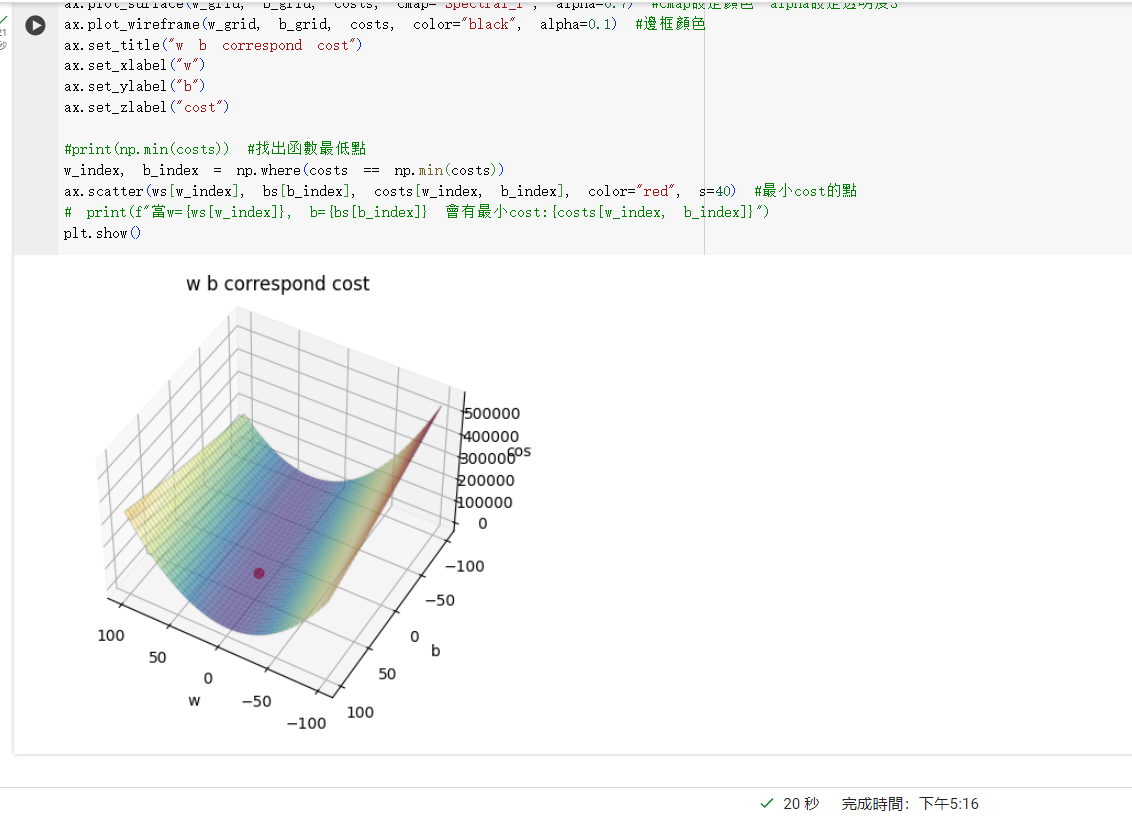 ax.plot_surface(w_grid, b_grid, costs, cmap="Spectral_r", alpha=0.7) #cmap設定顏色 alpha設定透明度S
21
秒
ax.plot_wireframe(w_grid, b_grid, costs, color="black", alpha=0.1) #邊框顏色
ax.set_title("w b correspond cost")
ax.set_xlabel("w")
ax.set_ylabel("b")
ax.set_zlabel("cost")
#print(np.min(costs)) #找出函數最低點
w_index, b_index = np.where(costs == np.min(costs))
ax.scatter(ws[w_index], bs[b_index], costs[w_index, b_index], color="red", s=40) #最小cost的點
# print(f"當w={ws[w_index]}, b={bs[b_index]} 會有最小cost:{costs[w_index, b_index]}")
plt.show()
w b correspond cost
500000
400000
300000
cos
200000
100000
0
−100
−50
0
b
50
100
100
50
0
w
−50
−100
20 秒 完成時間：下午5:16